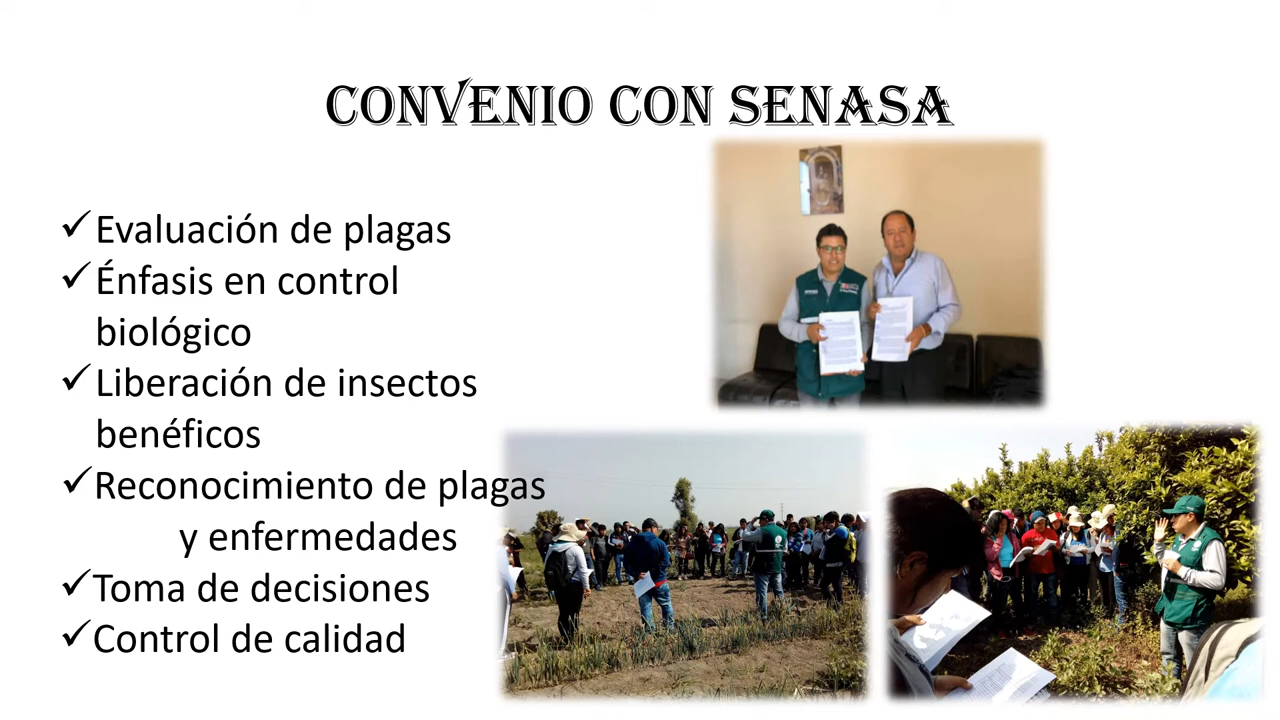 CONVENIO CON SENASA
✓Evaluación de plagas
✓Énfasis en control
biológico
✓Liberación de insectos
benéficos
✓Reconocimiento de plagas
y enfermedades
✓Toma de decisiones
✓Control de calidad